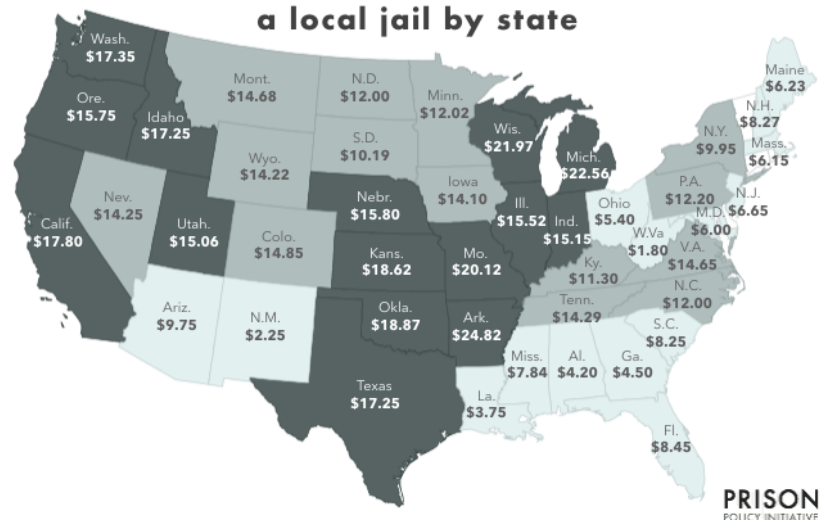 a local jail by state
Wash.
$17.35
Ore.
$15.75
Idaho
$17.25
Mont.
$14.68
N.D.
$12.00
Minn.
$12.02
S.D.
$10.19
Wyo.
$14.22
Nev.
$14.25
Calif.
$17.80
Utah.
$15.06
Colo.
$14.85
Nebr.
$15.80
Iowa
$14.10
Wis.
$21.97
Mich.
$22.56
Ill.
$15.52
Ind.
$15.15
Ohio
$5.40
Kans.
$18.62
Mo.
$20.12
Ky.
$11.30
W.Va
$1.80
V.A.
$14.65
M.D.
$6.00
P.A.
$12.20
N.J.
$6.65
N.Y.
$9.95
Maine
$6.23
N.H.
$8.27
Mass.
$6.15
Ariz.
$9.75
N.M.
$2.25
Okla.
$18.87
Ark.
$24.82
Tenn.
$14.29
N.C.
$12.00
S.C.
$8.25
Texas
$17.25
La.
$3.75
Miss.
$7.84
Al.
$4.20
Ga.
$4.50
Fl.
$8.45
PRISON
POLICY INITIATIVE